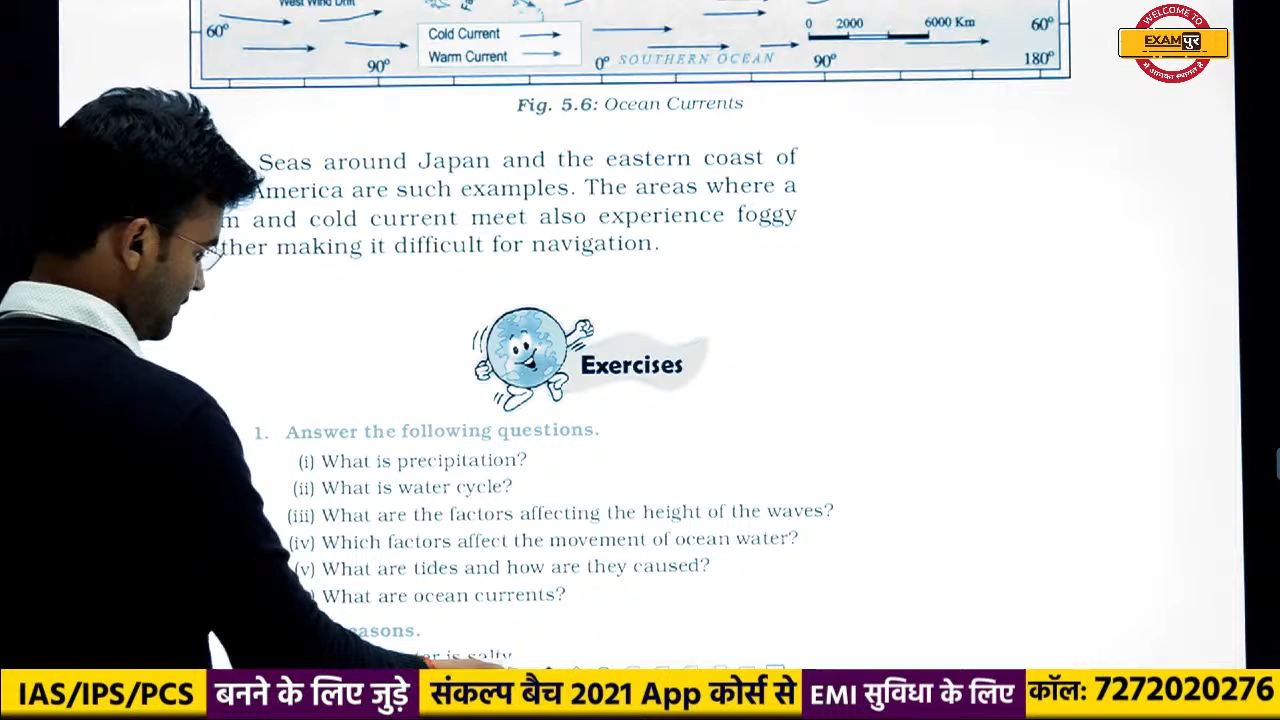 West Wind Drift
60°
Cold Current
Warm Current
0 2000 6000 Km
60°
90°
0° SOUTHERN OCEAN 90°
180°
WELCOME TO
EXAM पुर
Fig. 5.6: Ocean Currents
Seas around Japan and the eastern coast of
America are such examples. The areas where a
and cold current meet also experience foggy
making it difficult for navigation.
Exercises
1. Answer the following questions.
(i) What is precipitation?
(ii) What is water cycle?
(iii) What are the factors affecting the height of the waves?
(iv) Which factors affect the movement of ocean water?
(v) What are tides and how are they caused?
What are ocean currents?
is salty
IAS/IPS/PCS बनने के लिए जुड़े संकल्प बैच 2021 App कोर्स से EMI सुविधा के लिए कॉल: 7272020276